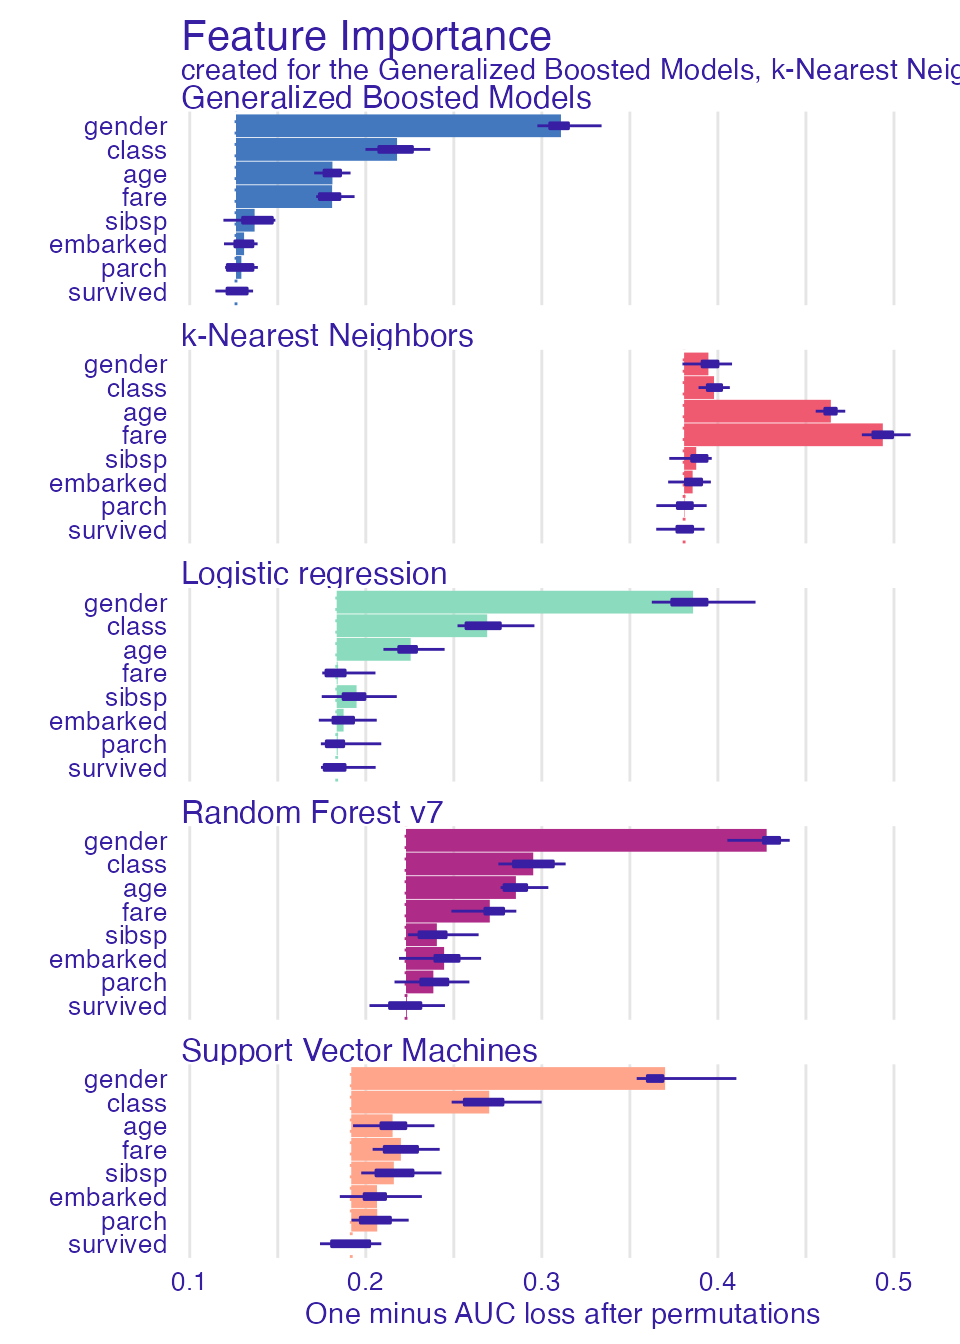 Feature Importance
created for the Generalized Boosted Models, k-Nearest Neig
Generalized Boosted Models
gender
class
age
fare
sibsp
embarked
parch
survived
k-Nearest Neighbors
gender
class
age
fare
sibsp
embarked
parch
survived
Logistic regression
gender
class
age
fare
sibsp
embarked
parch
survived
Random Forest v7
gender
class
age
fare
sibsp
embarked
parch
survived
Support Vector Machines
gender
class
age
fare
sibsp
embarked
parch
survived
0.1 0.2 0.3 0.4 0.5
One minus AUC loss after permutations